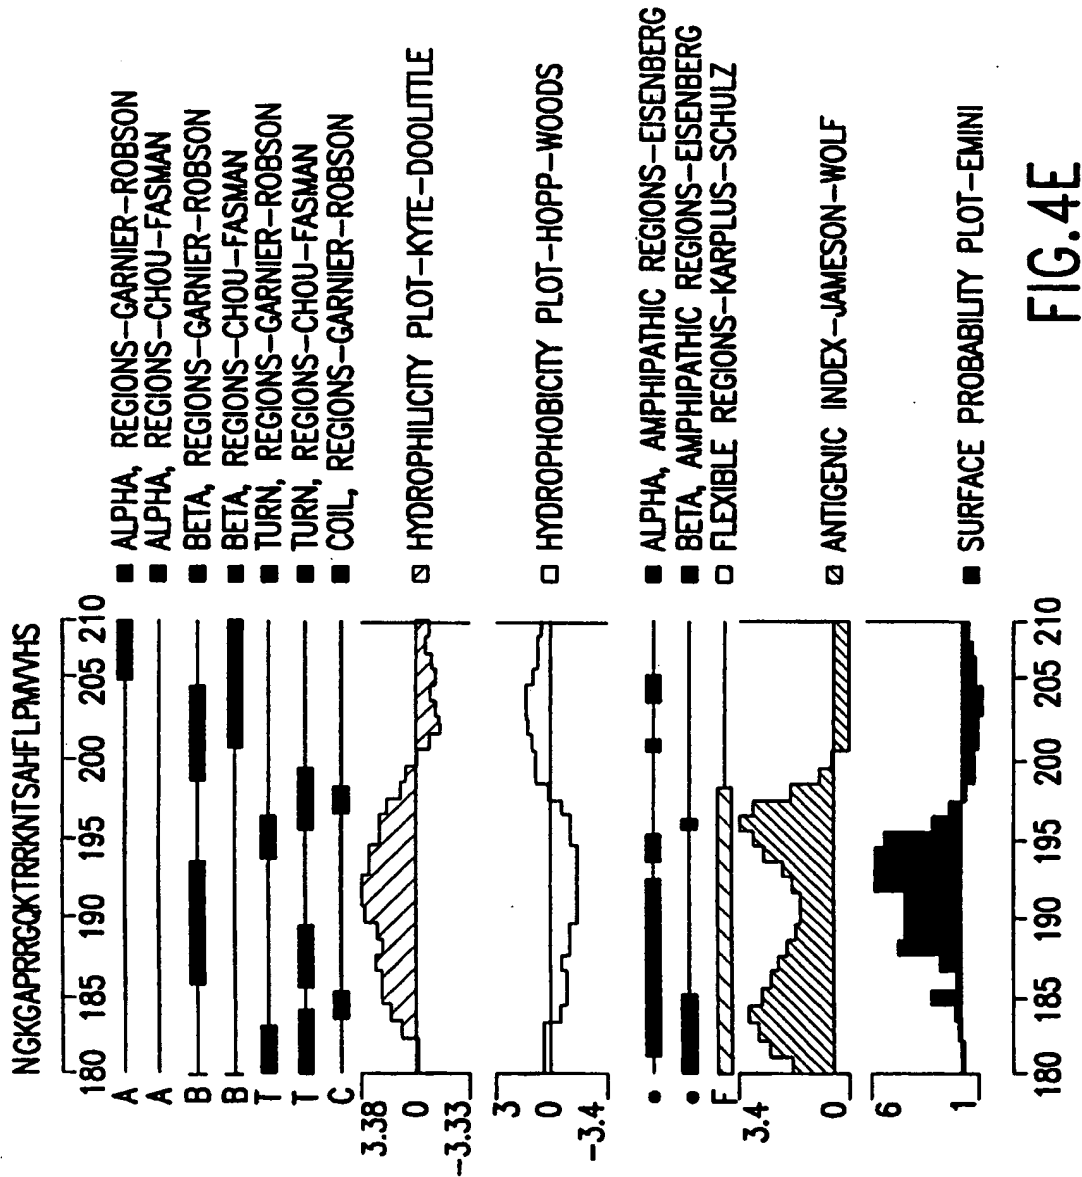 NGKGAPRRGQKTRRKNTSAHFLPMVVHS
180 185 190 195 200 205 210
A ALPHA, REGIONS-GARNIER-ROBSON
A ALPHA, REGIONS-CHOU-FASMAN
B BETA, REGIONS-GARNIER-ROBSON
B BETA, REGIONS-CHOU-FASMAN
T TURN, REGIONS-GARNIER-ROBSON
T TURN, REGIONS-CHOU-FASMAN
C COIL, REGIONS-GARNIER-ROBSON
3.38
0 HYDROPHILICITY PLOT-KYTE-DOOLITTLE
-3.33
3
0 HYDROPHOBICITY PLOT-HOPP-WOODS
-3.4
ALPHA, AMPHIPATHIC REGIONS-EISENBERG
BETA, AMPHIPATHIC REGIONS-EISENBERG
F FLEXIBLE REGIONS-KARPLUS-SCHULZ
3.4
0 ANTIGENIC INDEX-JAMESON-WOLF
6
1 SURFACE PROBABILITY PLOT-EMINI
180 185 190 195 200 205 210
FIG.4E